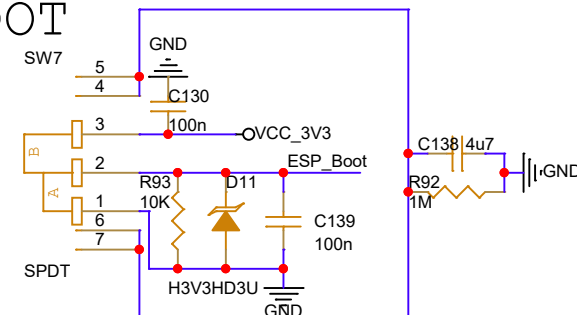 OOT
SW7
GND
5
4
C130
100n
3
VCC_3V3
B
2
ESP_Boot
C138 4u7
GND
R93
10K
D11
R92
1M
A
1
6
C139
100n
7
SPDT
H3V3HD3U
GND